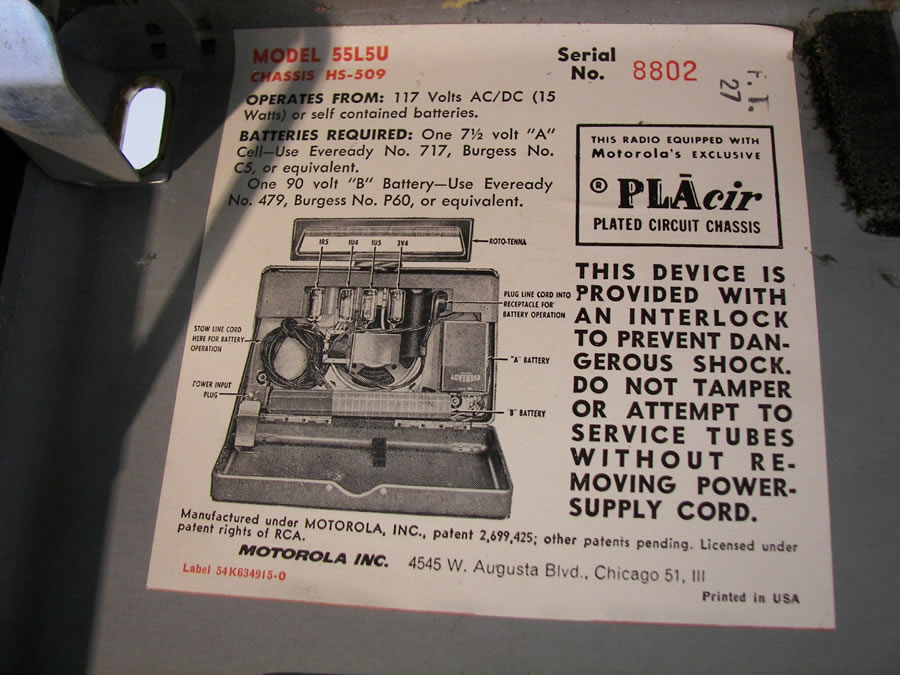 MODEL 55L5U
CHASSIS HS-509
Serial
No. 8802
F.T.
27
OPERATES FROM: 117 Volts AC/DC (15
Watts) or self contained batteries.
BATTERIES REQUIRED: One 7½ volt "A"
Cell—Use Eveready No. 717, Burgess No.
C5, or equivalent.
One 90 volt "B" Battery—Use Eveready
No. 479, Burgess No. P60, or equivalent.
THIS RADIO EQUIPPED WITH
Motorola's EXCLUSIVE
® PLĀcir
PLATED CIRCUIT CHASSIS
1R5 1U4 1U5 3V4
ROTO-TENNA
PLUG LINE CORD INTO
RECEPTACLE FOR
BATTERY OPERATION
STOW LINE CORD
HERE FOR BATTERY
OPERATION
"A" BATTERY
EVEREADY
POWER INPUT
PLUG
"B" BATTERY
THIS DEVICE IS
PROVIDED WITH
AN INTERLOCK
TO PREVENT DAN-
GEROUS SHOCK.
DO NOT TAMPER
OR ATTEMPT TO
SERVICE TUBES
WITHOUT RE-
MOVING POWER-
SUPPLY CORD.
Manufactured under MOTOROLA, INC., patent 2,699,425; other patents pending. Licensed under
patent rights of RCA.
MOTOROLA INC. 4545 W. Augusta Blvd., Chicago 51, Ill
Label 54K634915-0
Printed in USA